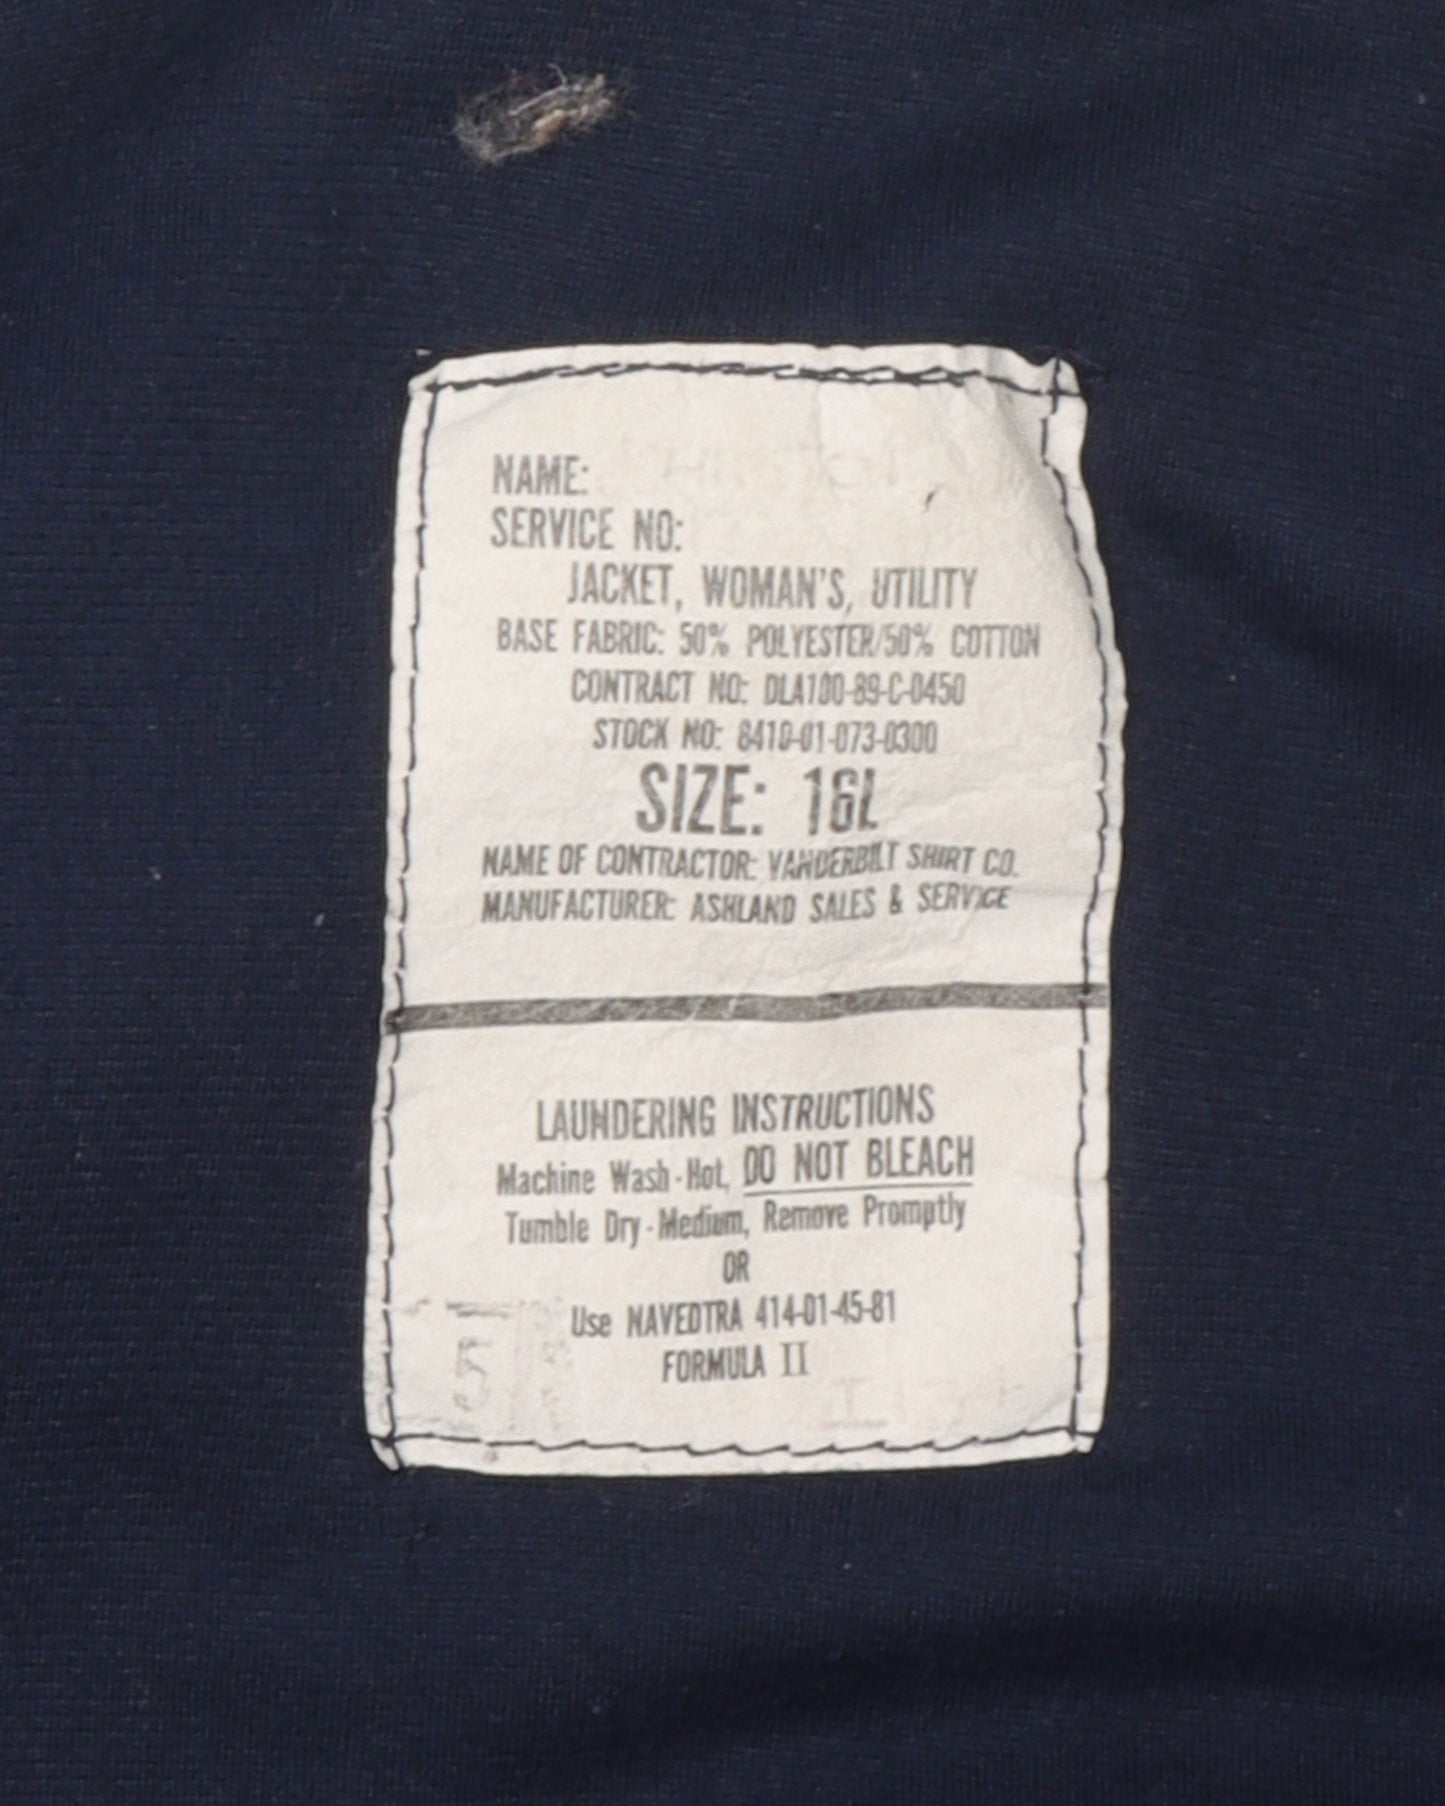 NAME:
SERVICE NO:
JACKET, WOMAN'S, UTILITY
BASE FABRIC: 50% POLYESTER/50% COTTON
CONTRACT NO: DLA100-89-C-0450
STOCK NO: 8410-01-073-0300
SIZE: 16L
NAME OF CONTRACTOR: VANDERBILT SHIRT CO.
MANUFACTURER: ASHLAND SALES & SERVICE
LAUNDERING INSTRUCTIONS
Machine Wash-Hot, DO NOT BLEACH
Tumble Dry-Medium, Remove Promptly
OR
Use NAVEDTRA 414-01-45-81
FORMULA II